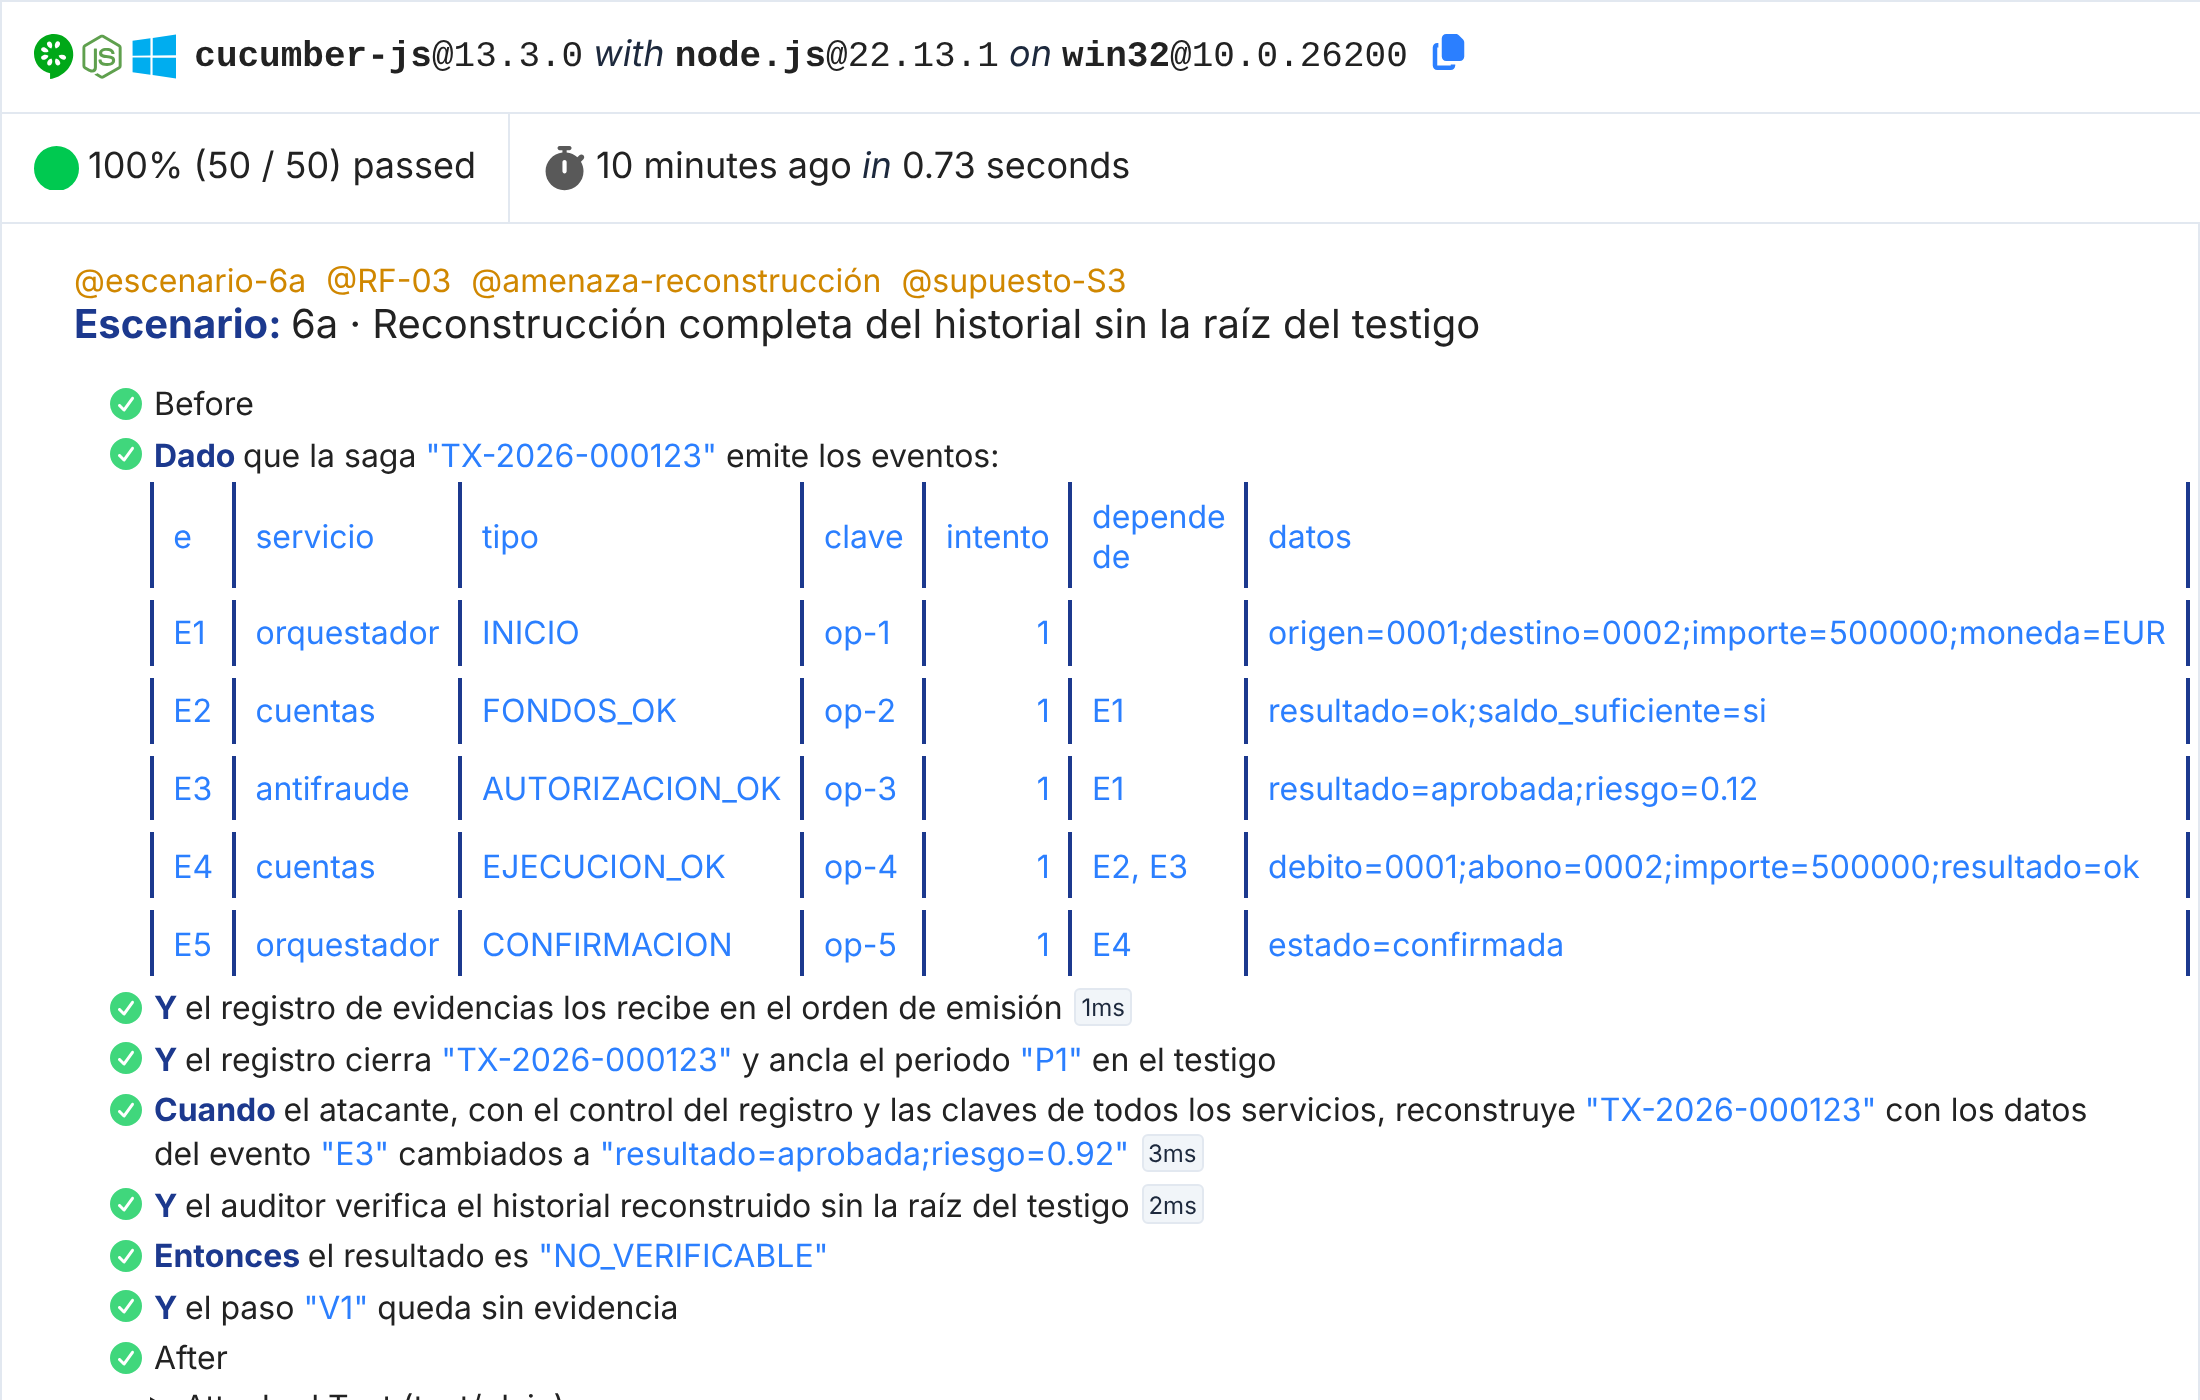 cucumber-js@13.3.0 with node.js@22.13.1 on win32@10.0.26200
100% (50 / 50) passed
10 minutes ago in 0.73 seconds
@escenario-6a @RF-03 @amenaza-reconstrucción @supuesto-S3
Escenario: 6a · Reconstrucción completa del historial sin la raíz del testigo
Before
Dado que la saga "TX-2026-000123" emite los eventos:
e servicio tipo clave intento depende de datos
E1 orquestador INICIO op-1 1 origen=0001;destino=0002;importe=500000;moneda=EUR
E2 cuentas FONDOS_OK op-2 1 E1 resultado=ok;saldo_suficiente=si
E3 antifraude AUTORIZACION_OK op-3 1 E1 resultado=aprobada;riesgo=0.12
E4 cuentas EJECUCION_OK op-4 1 E2, E3 debito=0001;abono=0002;importe=500000;resultado=ok
E5 orquestador CONFIRMACION op-5 1 E4 estado=confirmada
Y el registro de evidencias los recibe en el orden de emisión 1ms
Y el registro cierra "TX-2026-000123" y ancla el periodo "P1" en el testigo
Cuando el atacante, con el control del registro y las claves de todos los servicios, reconstruye "TX-2026-000123" con los datos
del evento "E3" cambiados a "resultado=aprobada;riesgo=0.92" 3ms
Y el auditor verifica el historial reconstruido sin la raíz del testigo 2ms
Entonces el resultado es "NO_VERIFICABLE"
Y el paso "V1" queda sin evidencia
After